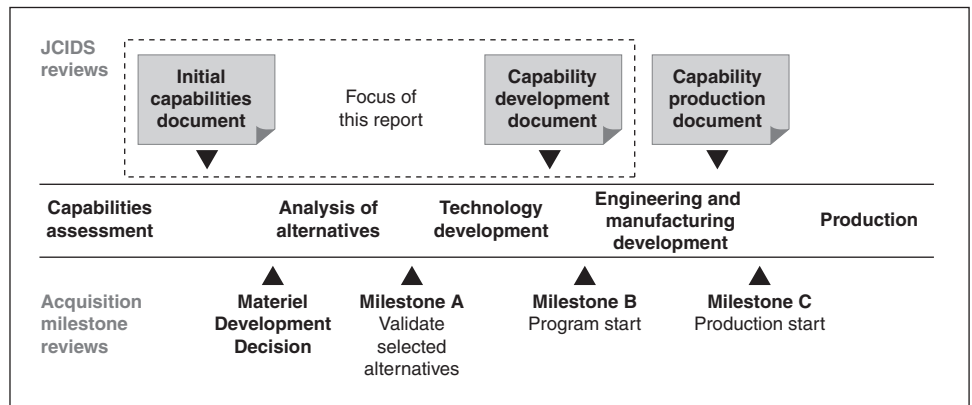 JCIDS
reviews
Initial
capabilities
document
Focus of
this report
Capability
development
document
Capability
production
document
Capabilities
assessment
Analysis of
alternatives
Technology
development
Engineering and
manufacturing
development
Production
Acquisition
milestone
reviews
Materiel
Development
Decision
Milestone A
Validate
selected
alternatives
Milestone B
Program start
Milestone C
Production start